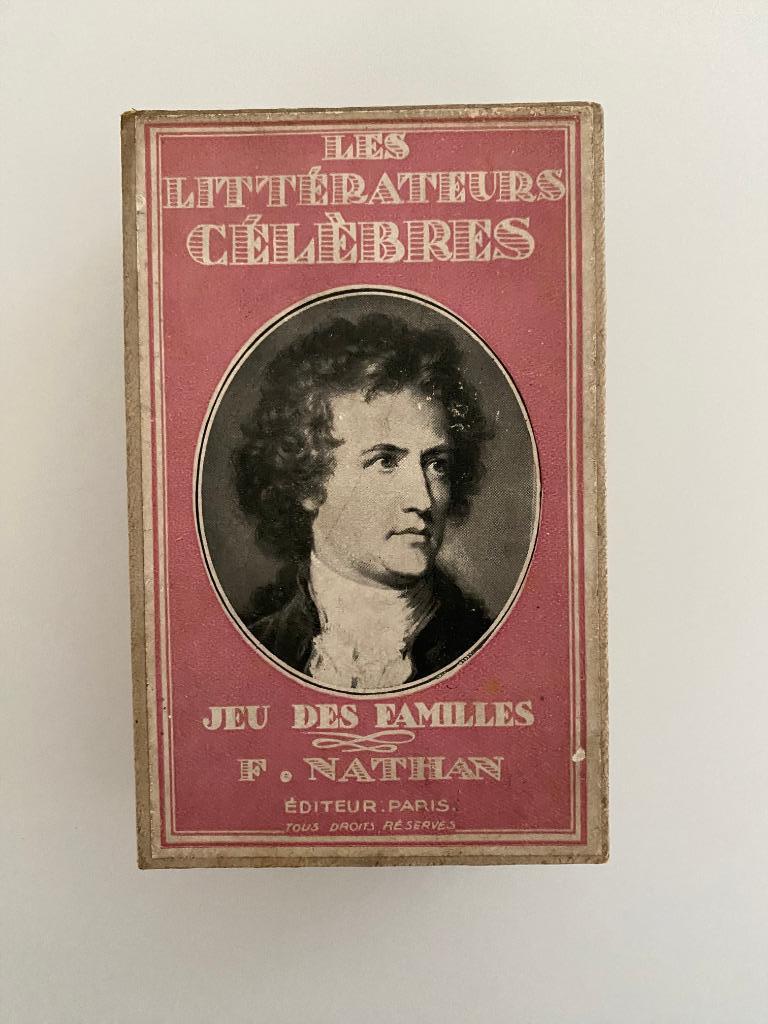 LES
LITTÉRATEURS
CÉLÈBRES
JEU DES FAMILLES
F. NATHAN
ÉDITEUR. PARIS.
TOUS DROITS RÉSERVÉS